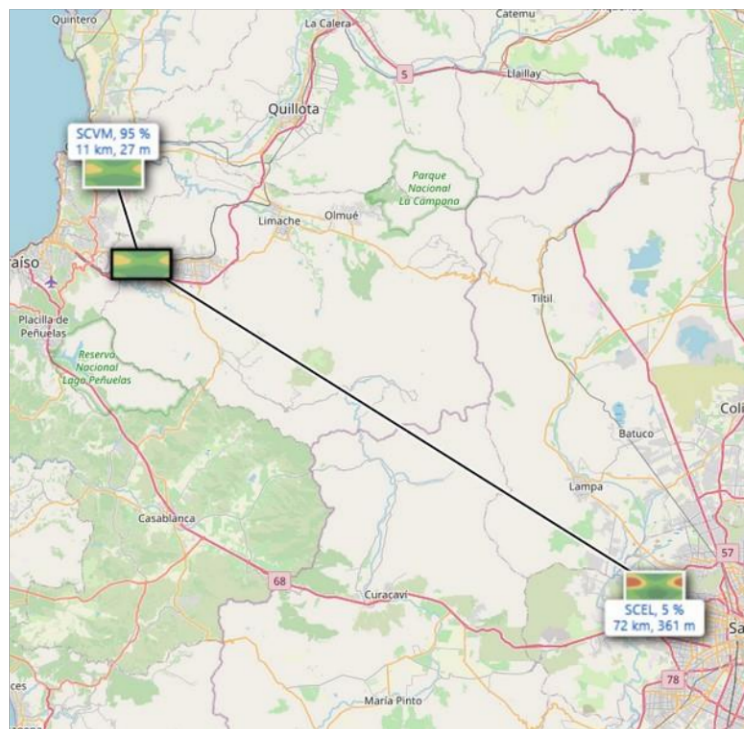 Quintero
La Calera
Catemu
5
Llaillay
Quillota
SCVM, 95 %
11 km, 27 m
Parque
Nacional
La Campana
Limache
Olmué
aíso
Tiltil
Placilla de
Peñuelas
Reserva
Nacional
Lago Peñuelas
Coli
Batuco
Lampa
Casablanca
57
68
Curacaví
SCEL, 5 %
72 km, 361 m
Sa
78
ces
María Pinto